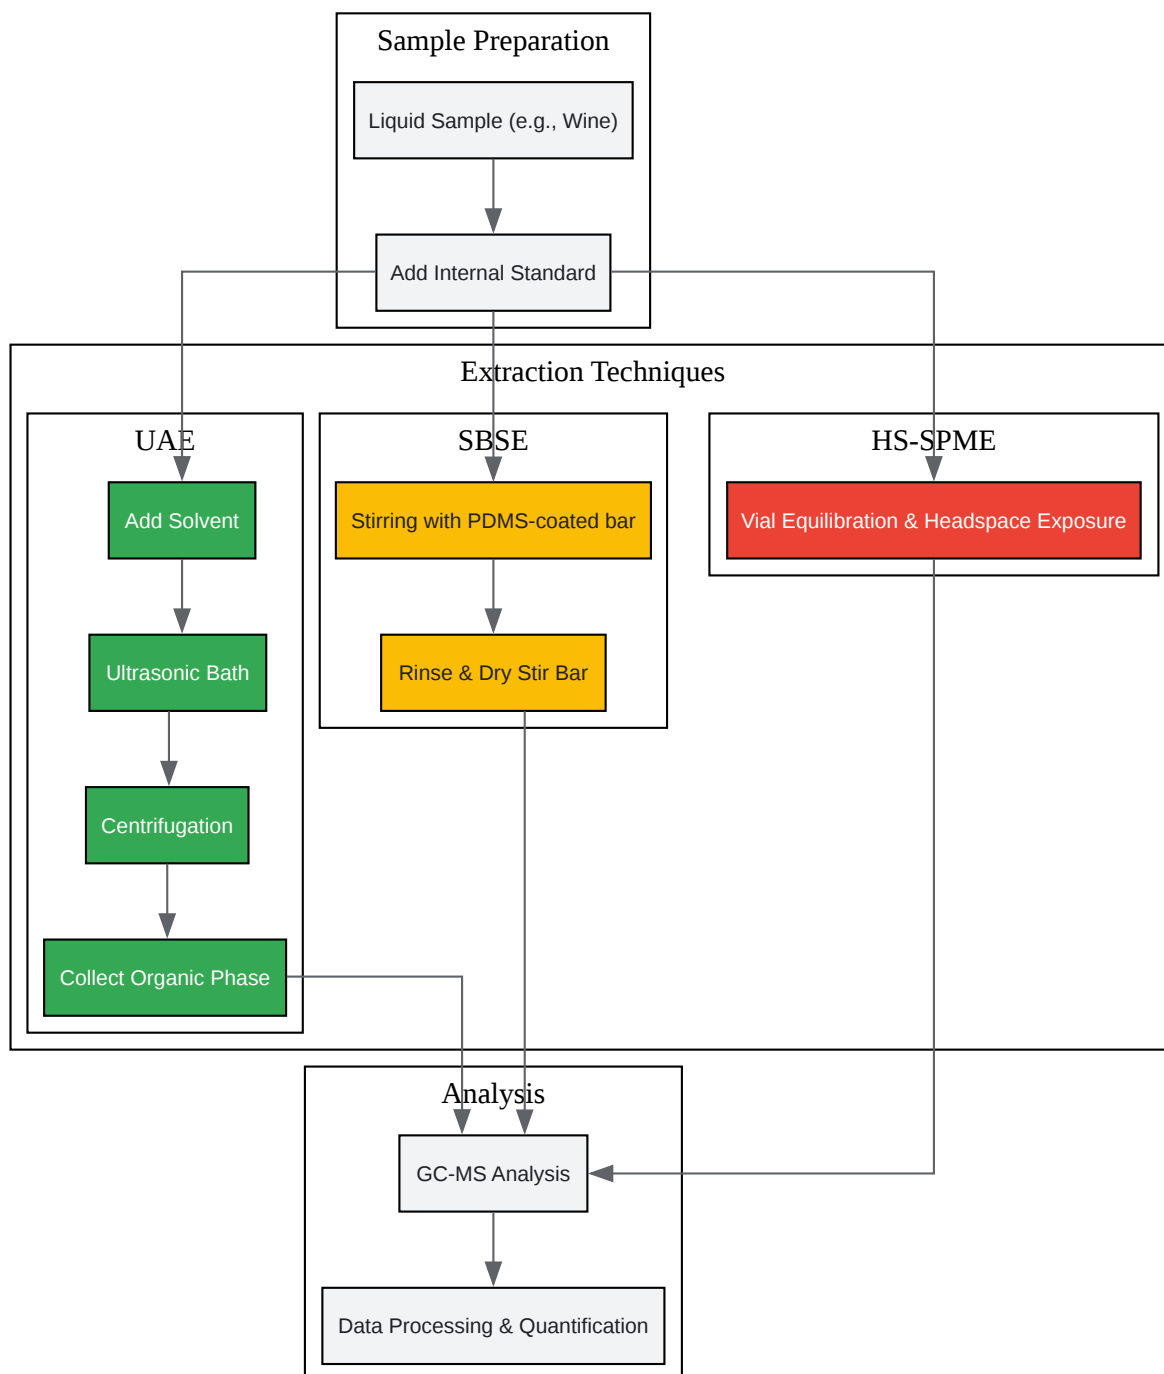 Sample Preparation
Liquid Sample (e.g., Wine)
Add Internal Standard
Extraction Techniques
UAE
Add Solvent
Ultrasonic Bath
Centrifugation
Collect Organic Phase
SBSE
Stirring with PDMS-coated bar
Rinse & Dry Stir Bar
HS-SPME
Vial Equilibration & Headspace Exposure
Analysis
GC-MS Analysis
Data Processing & Quantification